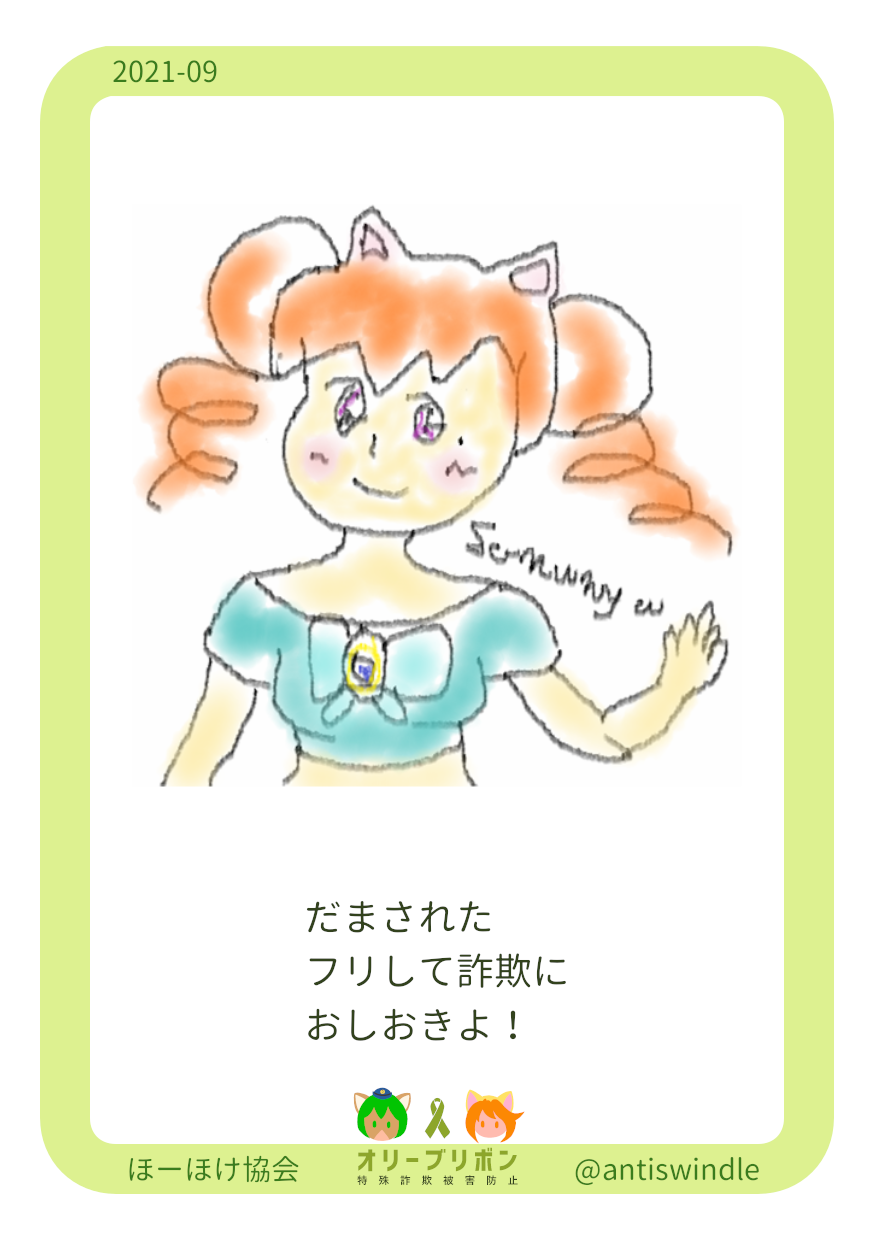 2021-09
だまされた
フリして詐欺に
おしおきよ！
オリーブリボン
特殊詐欺被害防止
ほーほけ協会
@antiswindle